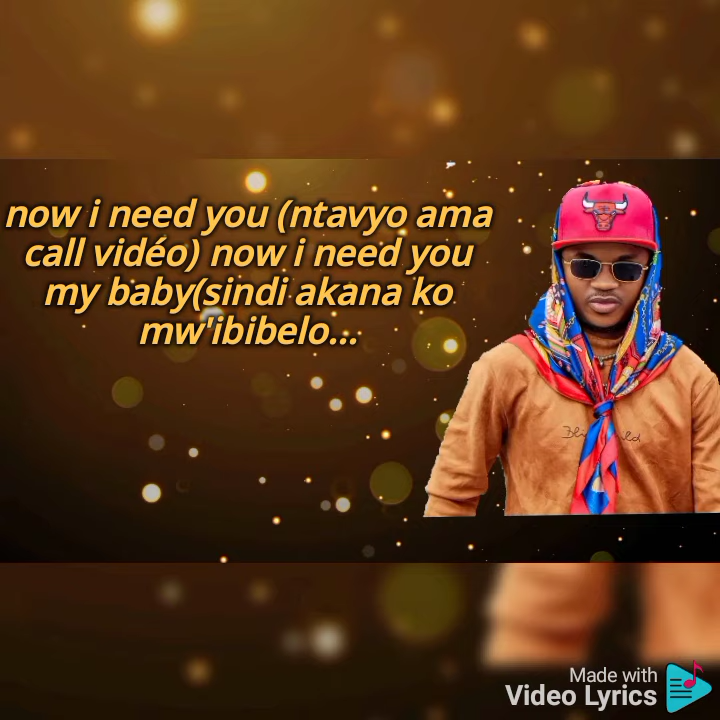 now i need you (ntavyo ama
call vidéo) now i need you
my baby(sindi akana ko
mw'ibibelo...
Made with
Video Lyrics